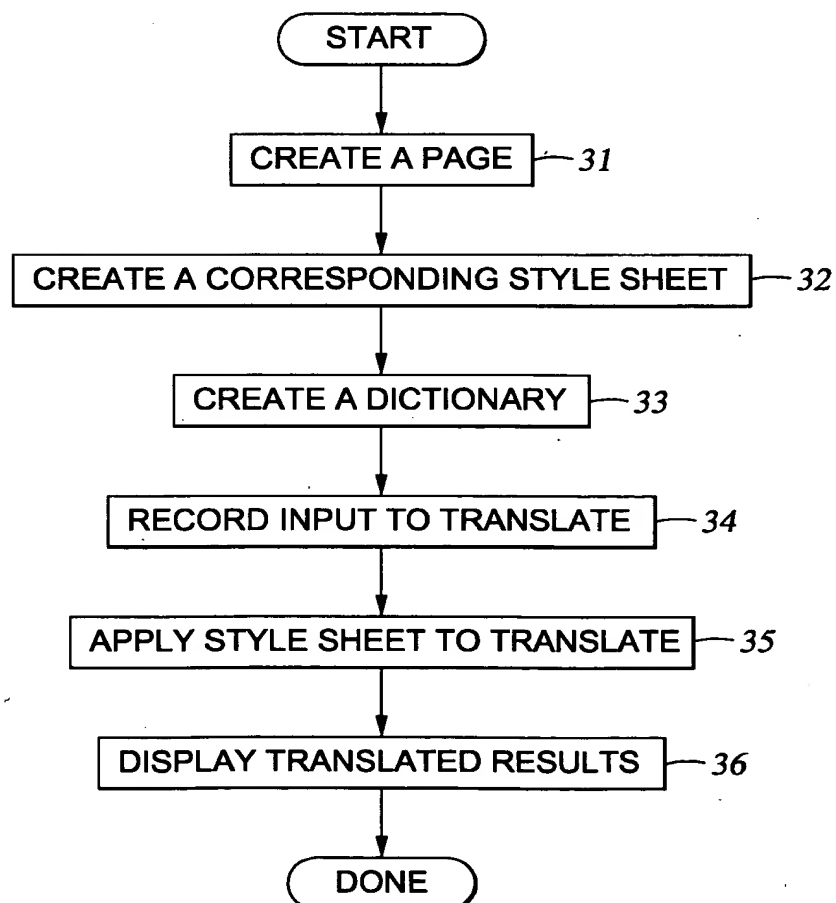 START
CREATE A PAGE 31
CREATE A CORRESPONDING STYLE SHEET 32
CREATE A DICTIONARY 33
RECORD INPUT TO TRANSLATE 34
APPLY STYLE SHEET TO TRANSLATE 35
DISPLAY TRANSLATED RESULTS 36
DONE